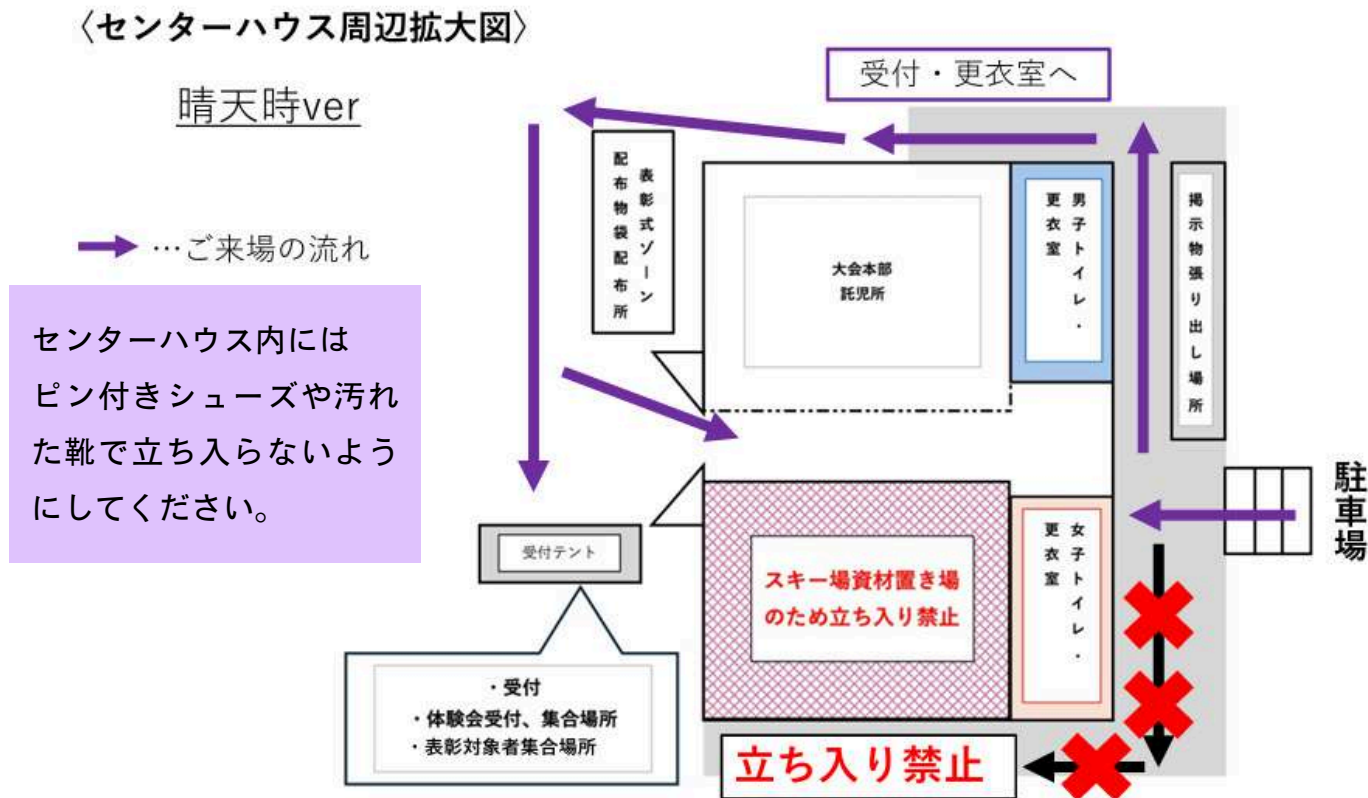 〈センターハウス周辺拡大図〉
晴天時ver
受付・更衣室へ
…ご来場の流れ
センターハウス内には
ピン付きシューズや汚れ
た靴で立ち入らないよう
にしてください。
表彰式ゾーン
配布物袋配布所
大会本部
託児所
男子トイレ・
更衣室
掲示物張り出し場所
駐車場
受付テント
スキー場資材置き場
のため立ち入り禁止
女子トイレ・
更衣室
・受付
・体験会受付、集合場所
・表彰対象者集合場所
立ち入り禁止